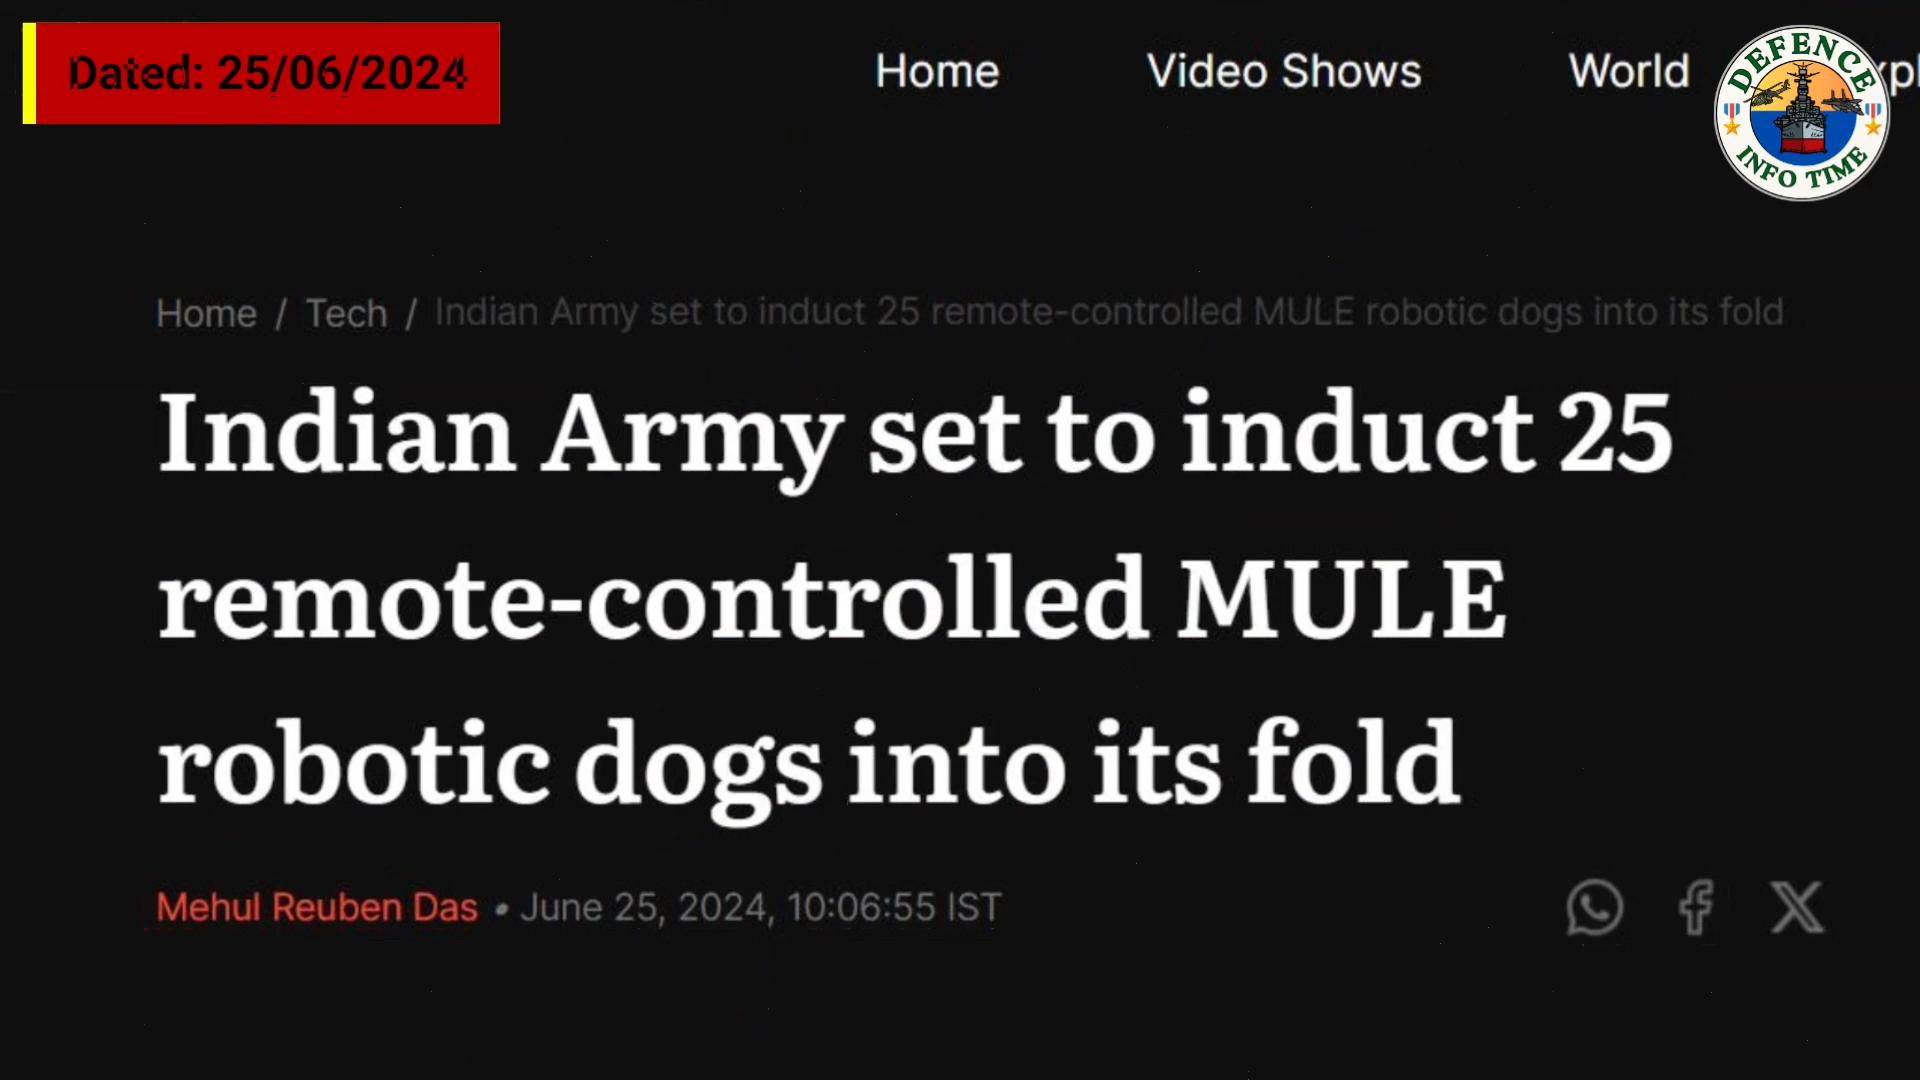 Dated: 25/06/2024
Home Video Shows World
DEFENCE
INFO TIME
Home / Tech / Indian Army set to induct 25 remote-controlled MULE robotic dogs into its fold
Indian Army set to induct 25
remote-controlled MULE
robotic dogs into its fold
Mehul Reuben Das • June 25, 2024, 10:06:55 IST